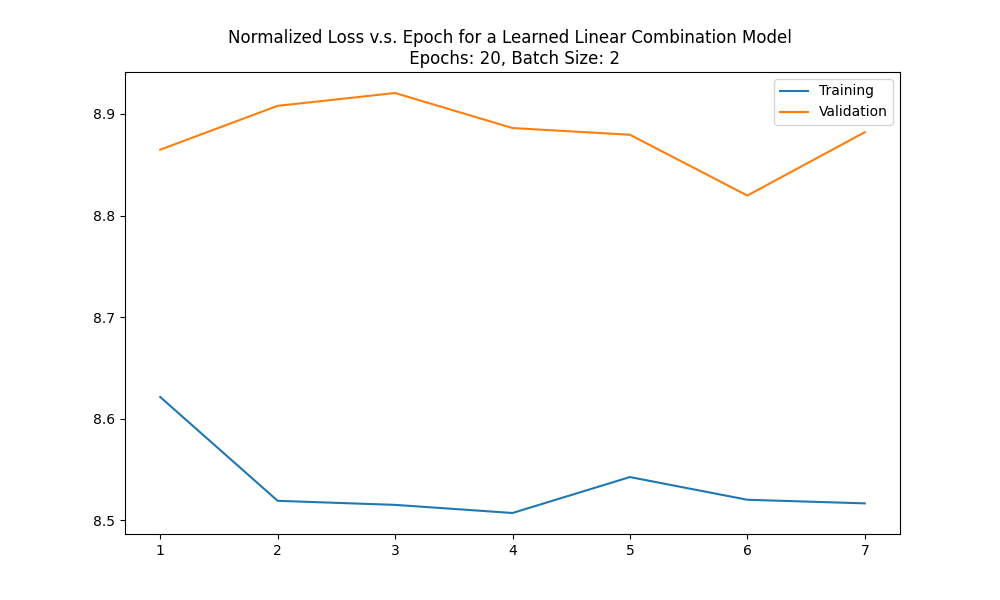 Normalized Loss v.s. Epoch for a Learned Linear Combination Model
Epochs: 20, Batch Size: 2
Training
Validation
8.9
8.8
8.7
8.6
8.5
1 2 3 4 5 6 7